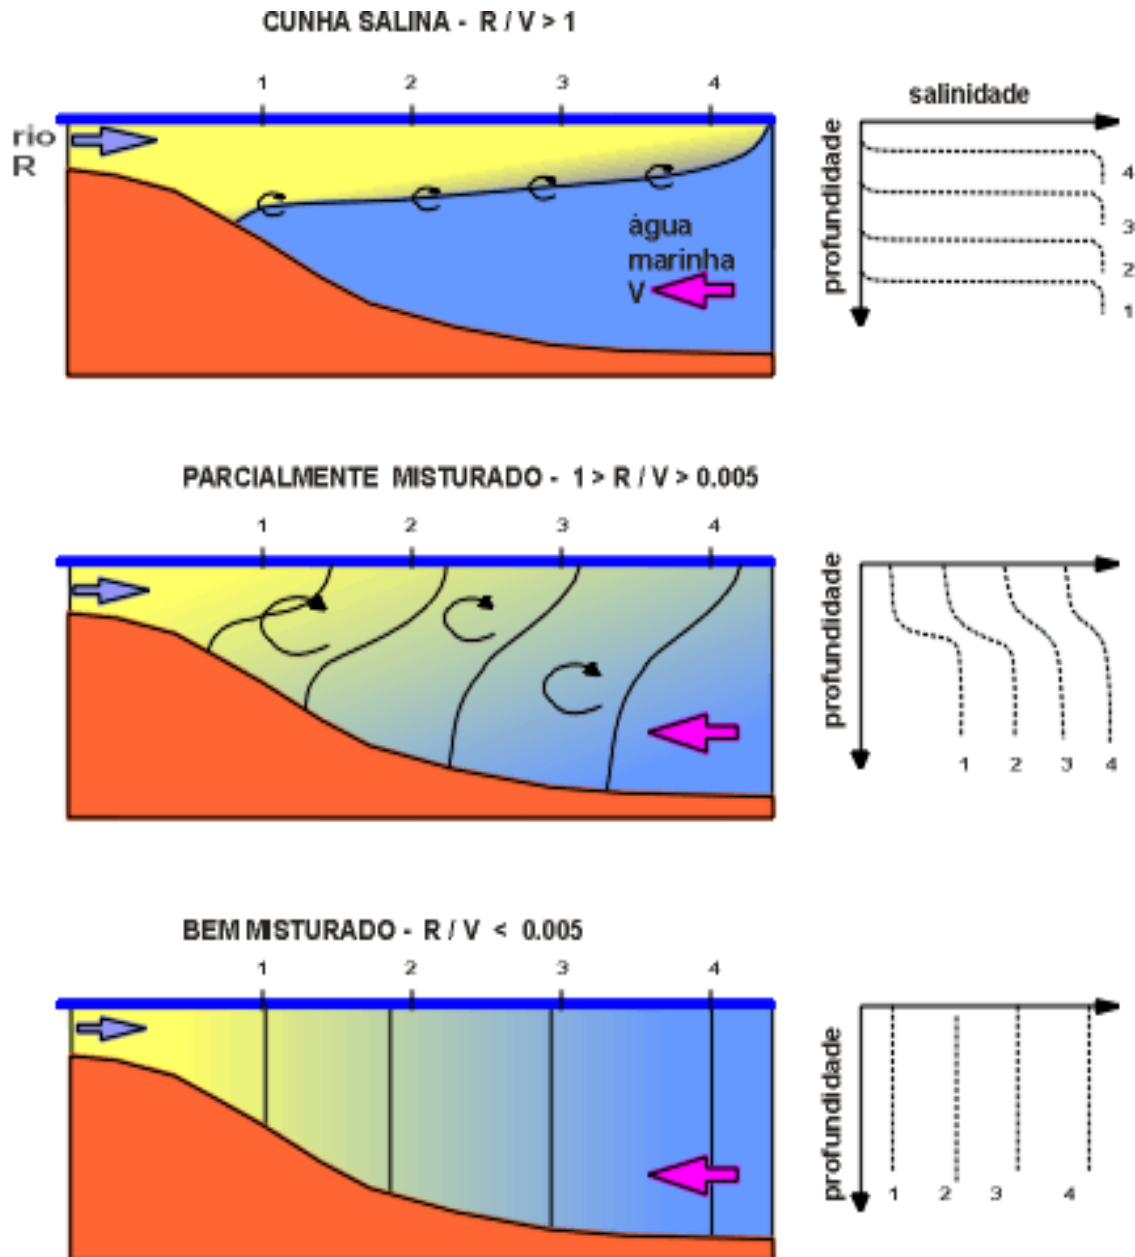 CUNHA SALINA - R / V > 1
1 2 3 4
rio
R
água
marinha
V
salinidade
profundidade
4
3
2
1
PARCIALMENTE MISTURADO - 1 > R / V > 0.005
1 2 3 4
profundidade
1 2 3 4
BEM MISTURADO - R / V < 0.005
1 2 3 4
profundidade
1 2 3 4